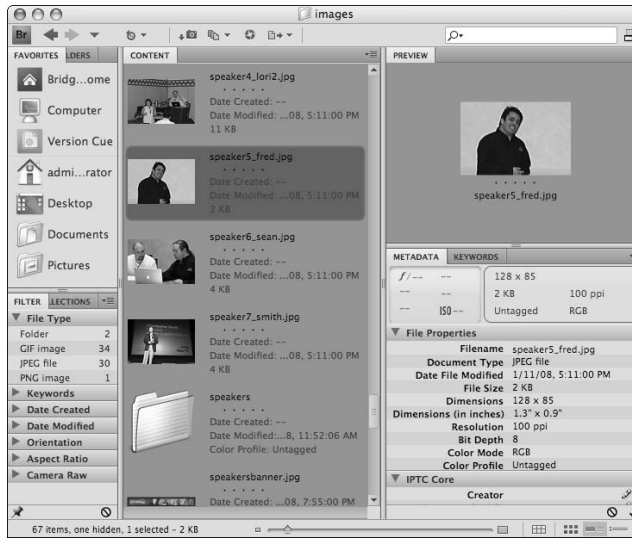 images
Br
FAVORITES
LDERS
Bridg...ome
Computer
Version Cue
admi...rator
Desktop
Documents
Pictures
FILTER
LLECTIONS
File Type
Folder 2
GIF image 34
JPEG file 30
PNG image 1
Keywords
Date Created
Date Modified
Orientation
Aspect Ratio
Camera Raw
CONTENT
speaker4_lori2.jpg
Date Created: --
Date Modified: ...08, 5:11:00 PM
11 KB
speaker5_fred.jpg
Date Created: --
Date Modified: ...08, 5:11:00 PM
2 KB
speaker6_sean.jpg
Date Created: --
Date Modified: ...08, 5:11:00 PM
4 KB
speaker7_smith.jpg
Date Created: --
Date Modified: ...08, 5:11:00 PM
4 KB
speakers
Date Created: --
Date Modified:...8, 11:52:06 AM
Color Profile: Untagged
speakersbanner.jpg
Date Created: --
Date Modified: ...08, 7:55:00 PM
PREVIEW
speaker5_fred.jpg
METADATA
KEYWORDS
f/-- --
-- --
-- ISO --
128 x 85
2 KB 100 ppi
Untagged RGB
File Properties
Filename speaker5_fred.jpg
Document Type JPEG file
Date File Modified 1/11/08, 5:11:00 PM
File Size 2 KB
Dimensions 128 x 85
Dimensions (in inches) 1.3" x 0.9"
Resolution 100 ppi
Bit Depth 8
Color Mode RGB
Color Profile Untagged
IPTC Core
Creator
67 items, one hidden, 1 selected - 2 KB